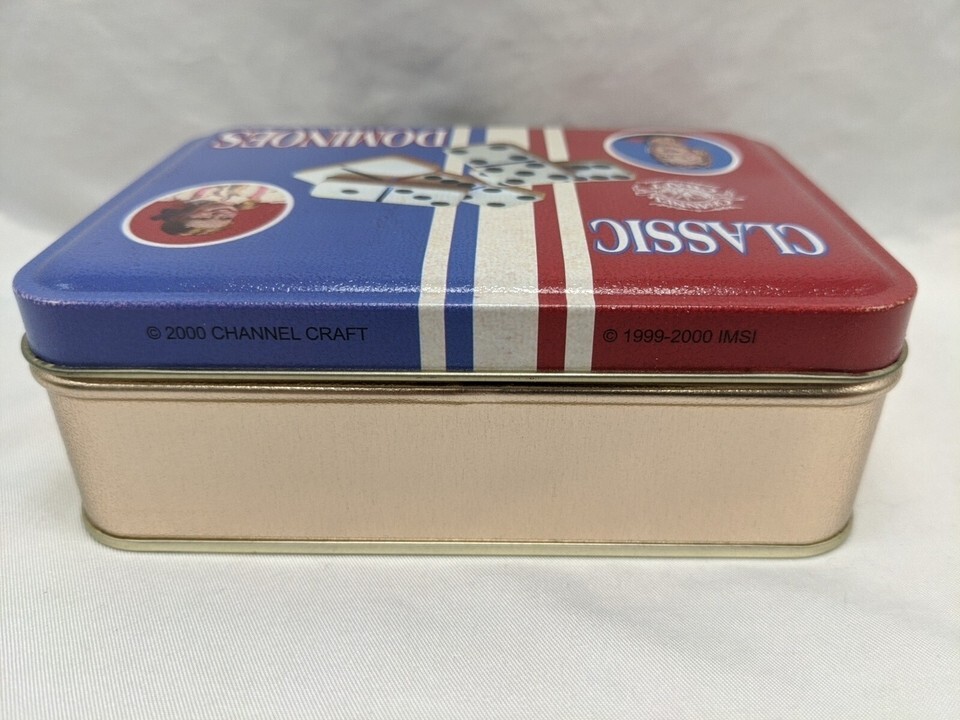 CLASSIC
DOMINOES
© 2000 CHANNEL CRAFT
© 1999-2000 IMSI